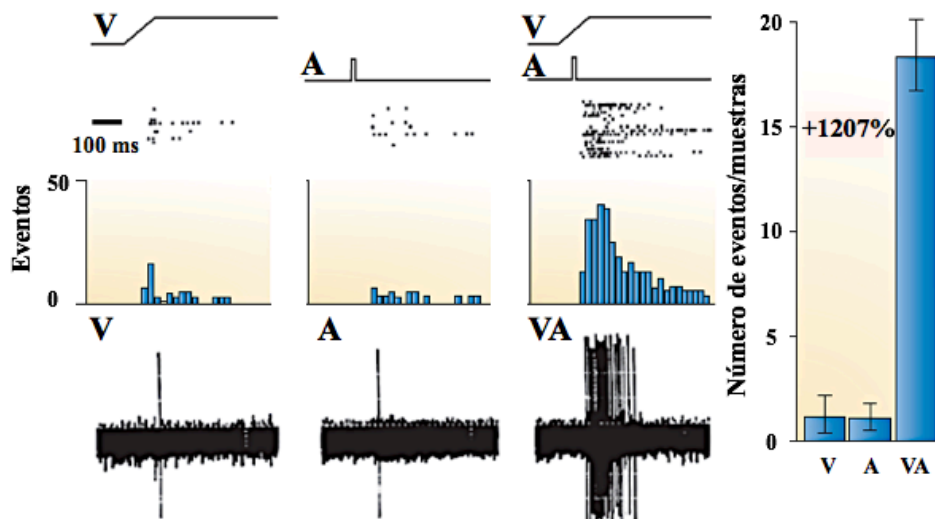 V
A
V
A
100 ms
Eventos
50
0
V
A
VA
Número de eventos/muestras
20
15
10
5
0
+1207%
V
A
VA